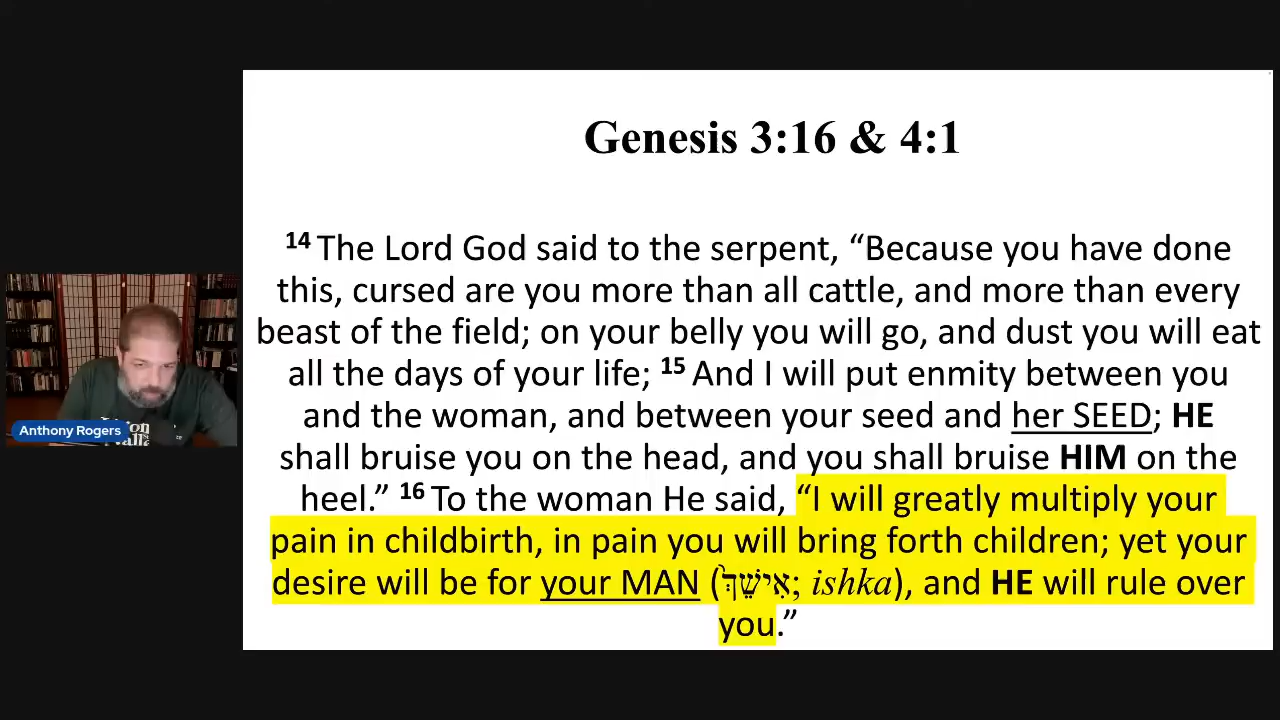 Genesis 3:16 & 4:1
14 The Lord God said to the serpent, “Because you have done
this, cursed are you more than all cattle, and more than every
beast of the field; on your belly you will go, and dust you will eat
all the days of your life; 15 And I will put enmity between you
and the woman, and between your seed and her SEED; HE
shall bruise you on the head, and you shall bruise HIM on the
heel.” 16 To the woman He said, “I will greatly multiply your
pain in childbirth, in pain you will bring forth children; yet your
desire will be for your MAN (אִישֵׁ֔ךְ; ishka), and HE will rule over
you.”
Anthony Rogers